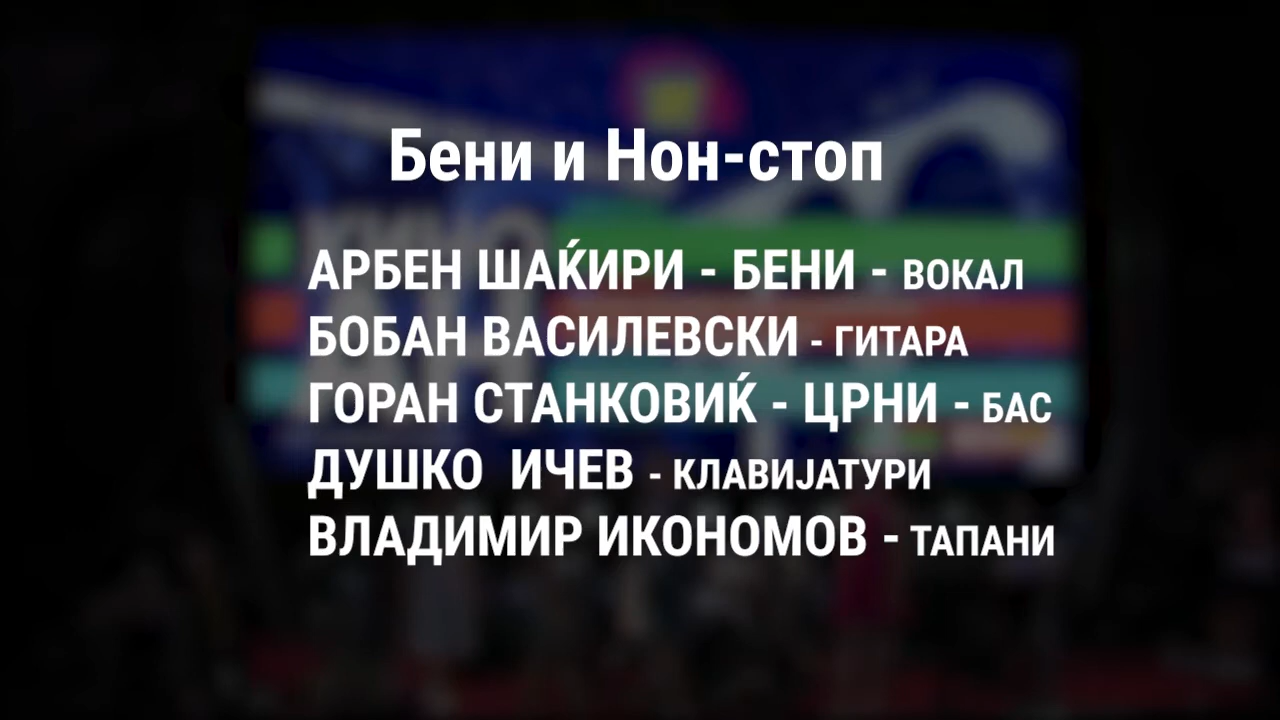 Бени и Нон-стоп
АРБЕН ШАЌИРИ - БЕНИ - ВОКАЛ
БОБАН ВАСИЛЕВСКИ - ГИТАРА
ГОРАН СТАНКОВИЌ - ЦРНИ - БАС
ДУШКО ИЧЕВ - КЛАВИЈАТУРИ
ВЛАДИМИР ИКОНОМОВ - ТАПАНИ